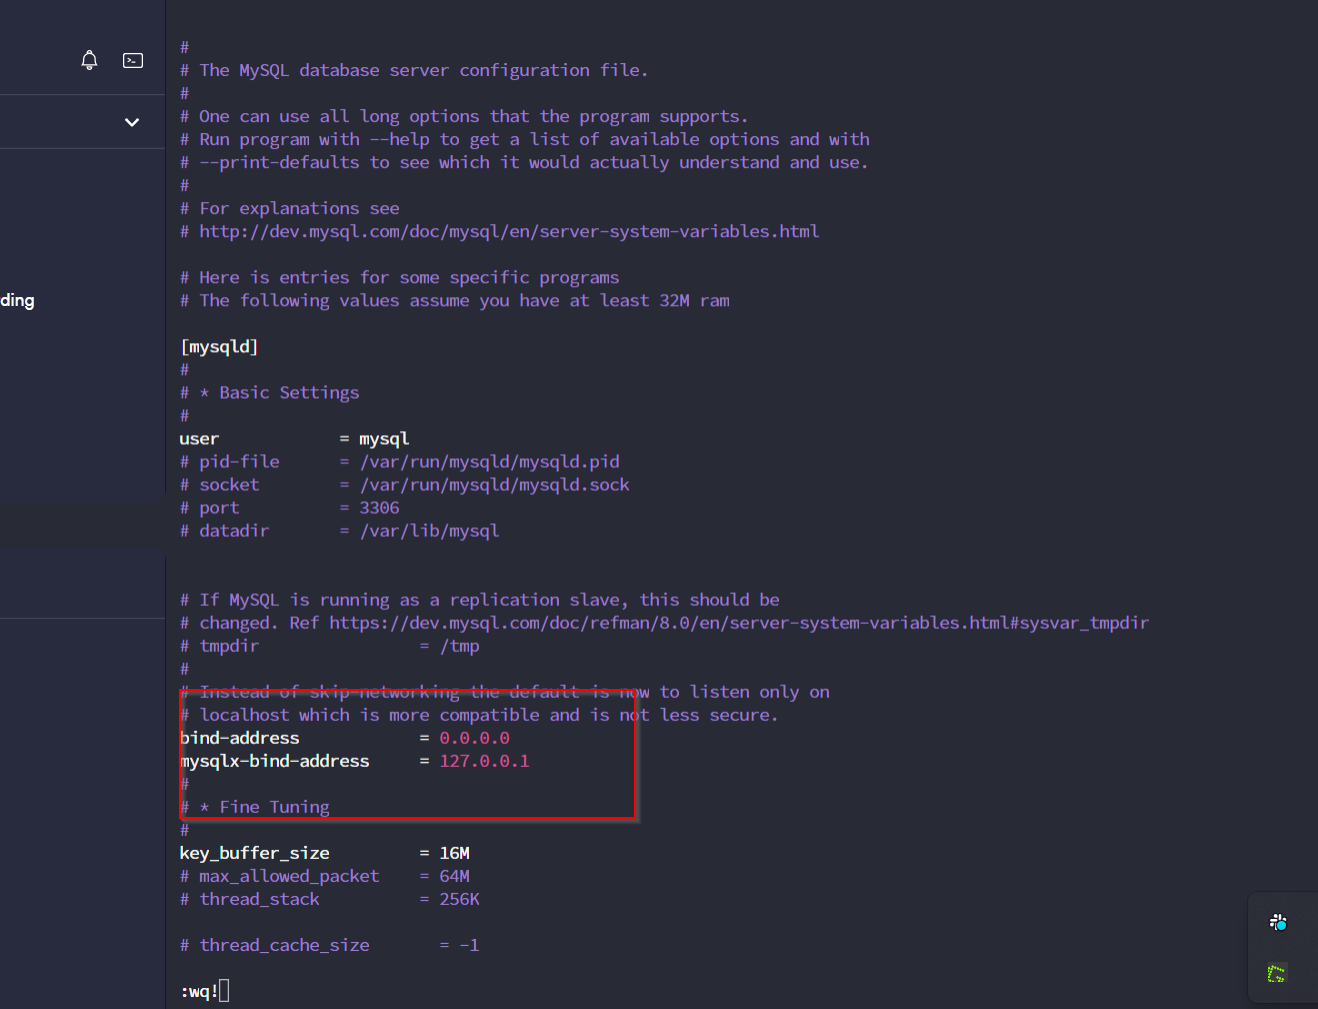 #
# The MySQL database server configuration file.
#
# One can use all long options that the program supports.
# Run program with --help to get a list of available options and with
# --print-defaults to see which it would actually understand and use.
#
# For explanations see
# http://dev.mysql.com/doc/mysql/en/server-system-variables.html
# Here is entries for some specific programs
ding
# The following values assume you have at least 32M ram
[mysqld]
#
# * Basic Settings
#
user = mysql
# pid-file = /var/run/mysqld/mysqld.pid
# socket = /var/run/mysqld/mysqld.sock
# port = 3306
# datadir = /var/lib/mysql
# If MySQL is running as a replication slave, this should be
# changed. Ref https://dev.mysql.com/doc/refman/8.0/en/server-system-variables.html#sysvar_tmpdir
# tmpdir = /tmp
#
# Instead of skip-networking the default is now to listen only on
# localhost which is more compatible and is not less secure.
bind-address = 0.0.0.0
mysqlx-bind-address = 127.0.0.1
#
# * Fine Tuning
#
key_buffer_size = 16M
# max_allowed_packet = 64M
# thread_stack = 256K
# thread_cache_size = -1
:wq!